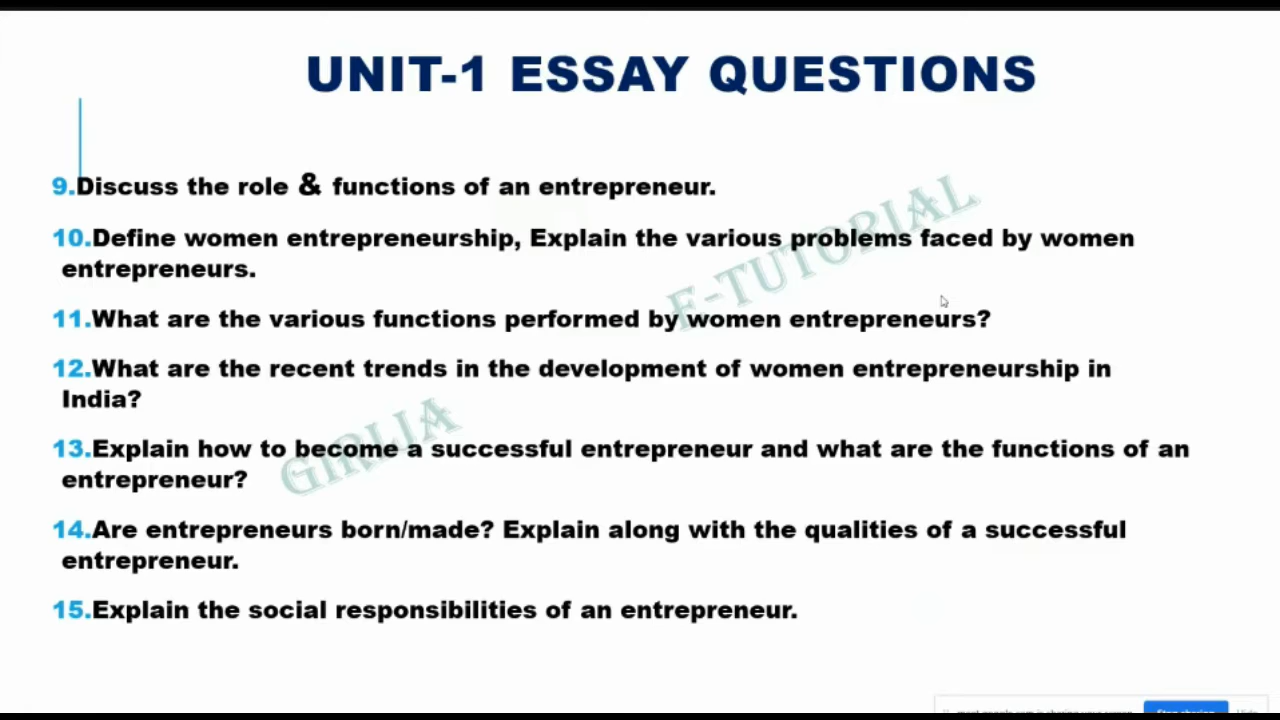 UNIT-1 ESSAY QUESTIONS
9.Discuss the role & functions of an entrepreneur.
10.Define women entrepreneurship, Explain the various problems faced by women
entrepreneurs.
11.What are the various functions performed by women entrepreneurs?
12.What are the recent trends in the development of women entrepreneurship in
India?
13.Explain how to become a successful entrepreneur and what are the functions of an
entrepreneur?
14.Are entrepreneurs born/made? Explain along with the qualities of a successful
entrepreneur.
15.Explain the social responsibilities of an entrepreneur.
GIRLIA E-TUTORIAL